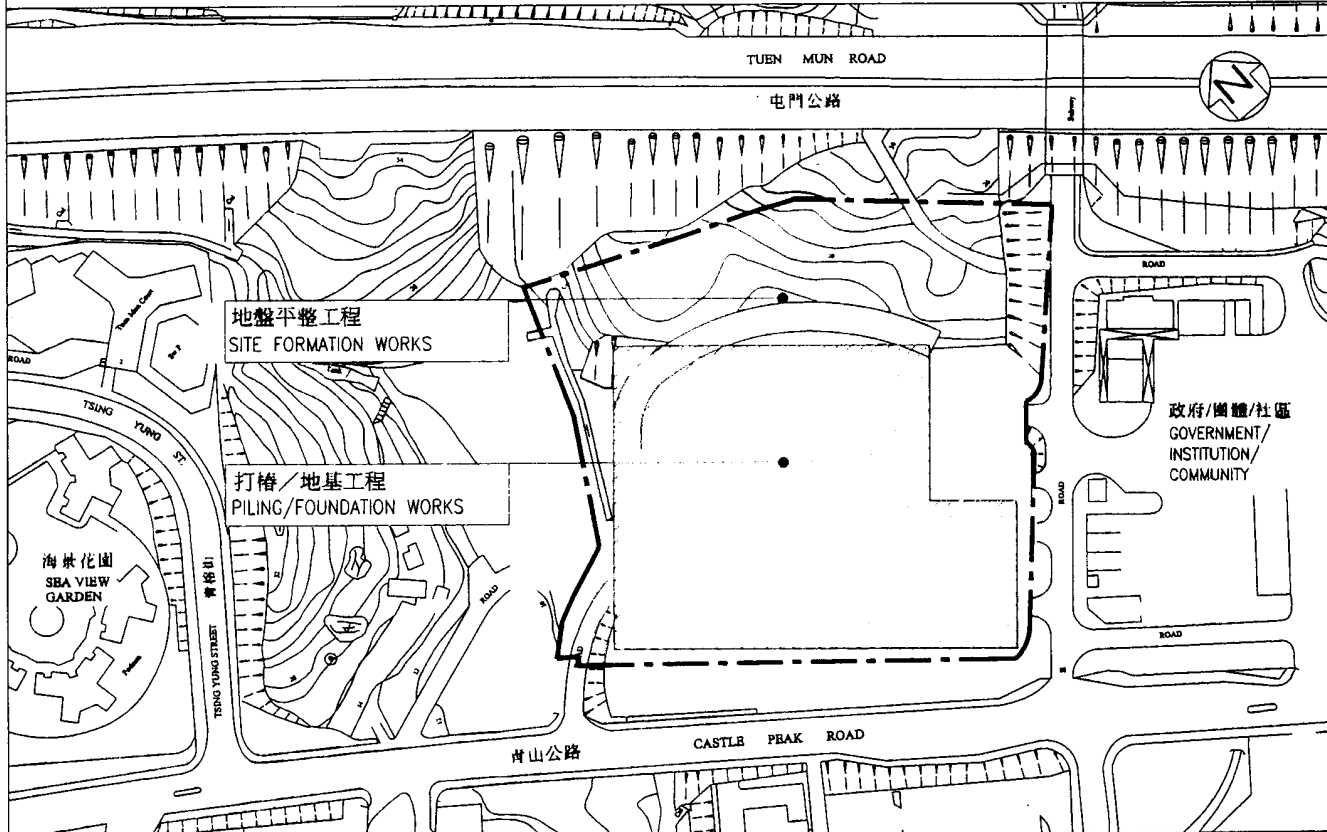 TUEN MUN ROAD
屯門公路
N
Subway
ROAD
地盤平整工程
SITE FORMATION WORKS
ROAD
TSING YUNG ST.
政府/團體/社區
GOVERNMENT/
INSTITUTION/
COMMUNITY
打樁/地基工程
PILING/FOUNDATION WORKS
ROAD
海景花園
SEA VIEW
GARDEN
ROAD
Podium
ROAD
TSING YUNG STREET
青山公路
CASTLE PEAK ROAD